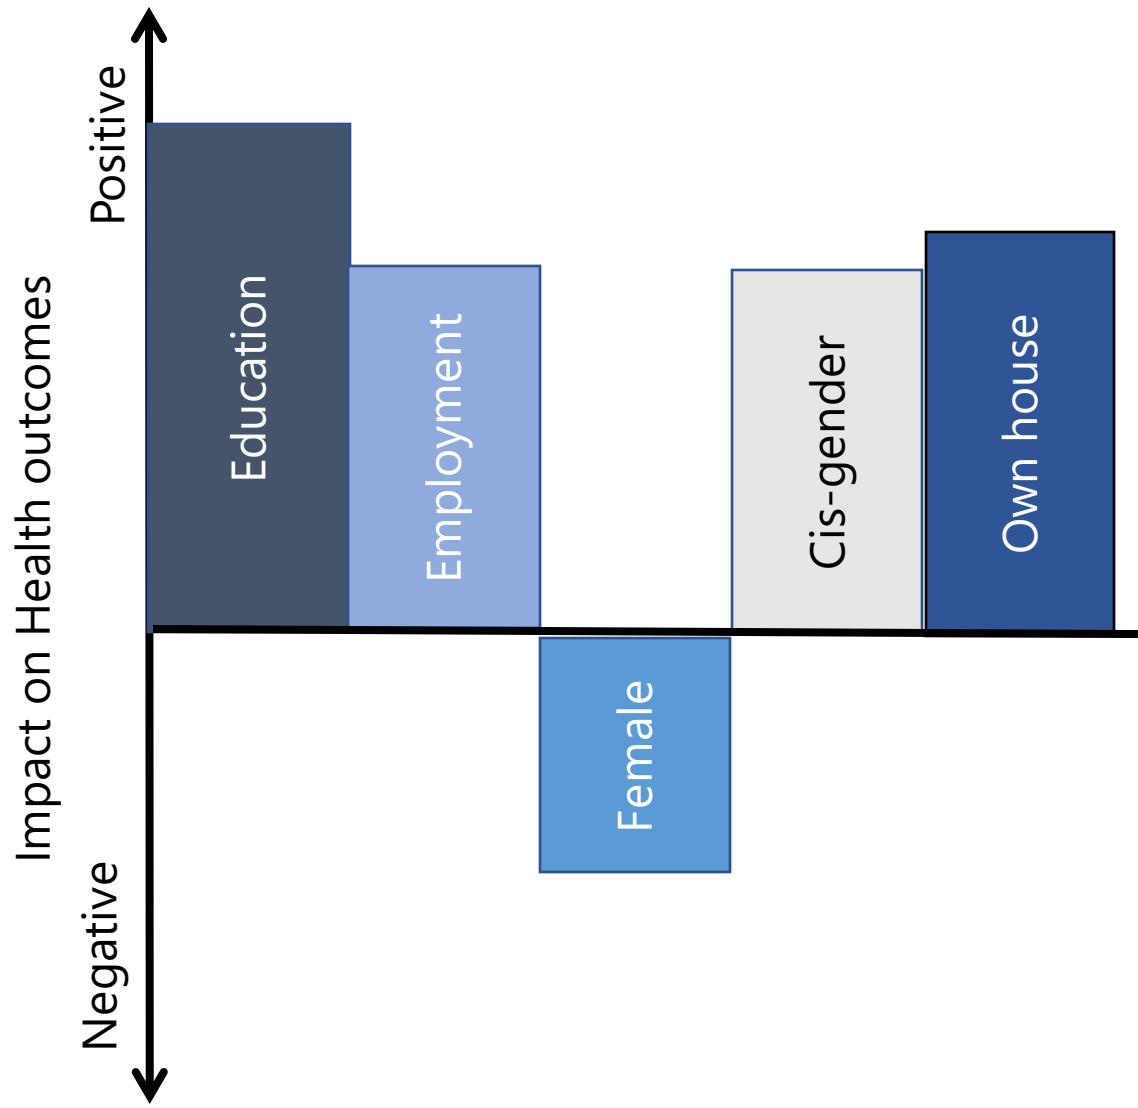 Impact on Health outcomes
Positive
Negative
Education
Employment
Female
Cis-gender
Own house